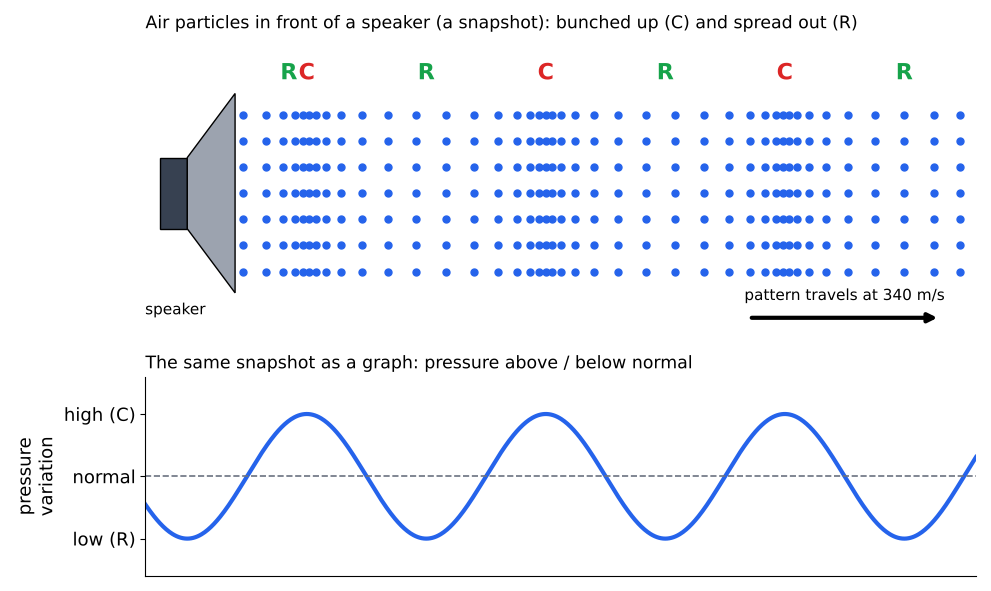 Air particles in front of a speaker (a snapshot): bunched up (C) and spread out (R)
R C R C R C R
pattern travels at 340 m/s
speaker
The same snapshot as a graph: pressure above / below normal
high (C)
pressure
variation
normal
low (R)